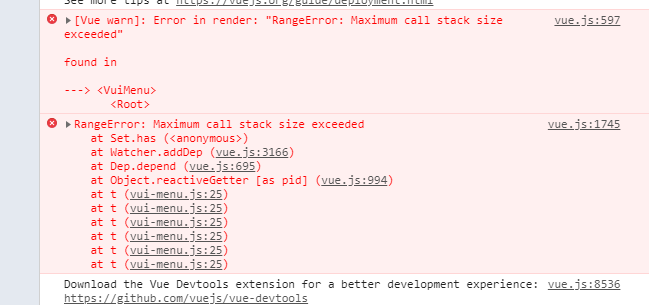 See more tips at https://vuejs.org/guide/deployment.html
[Vue warn]: Error in render: "RangeError: Maximum call stack size vue.js:597
exceeded"
found in
---> <VuiMenu>
<Root>
RangeError: Maximum call stack size exceeded vue.js:1745
at Set.has (<anonymous>)
at Watcher.addDep (vue.js:3166)
at Dep.depend (vue.js:695)
at Object.reactiveGetter [as pid] (vue.js:994)
at t (vui-menu.js:25)
at t (vui-menu.js:25)
at t (vui-menu.js:25)
at t (vui-menu.js:25)
at t (vui-menu.js:25)
at t (vui-menu.js:25)
Download the Vue Devtools extension for a better development experience: vue.js:8536
https://github.com/vuejs/vue-devtools